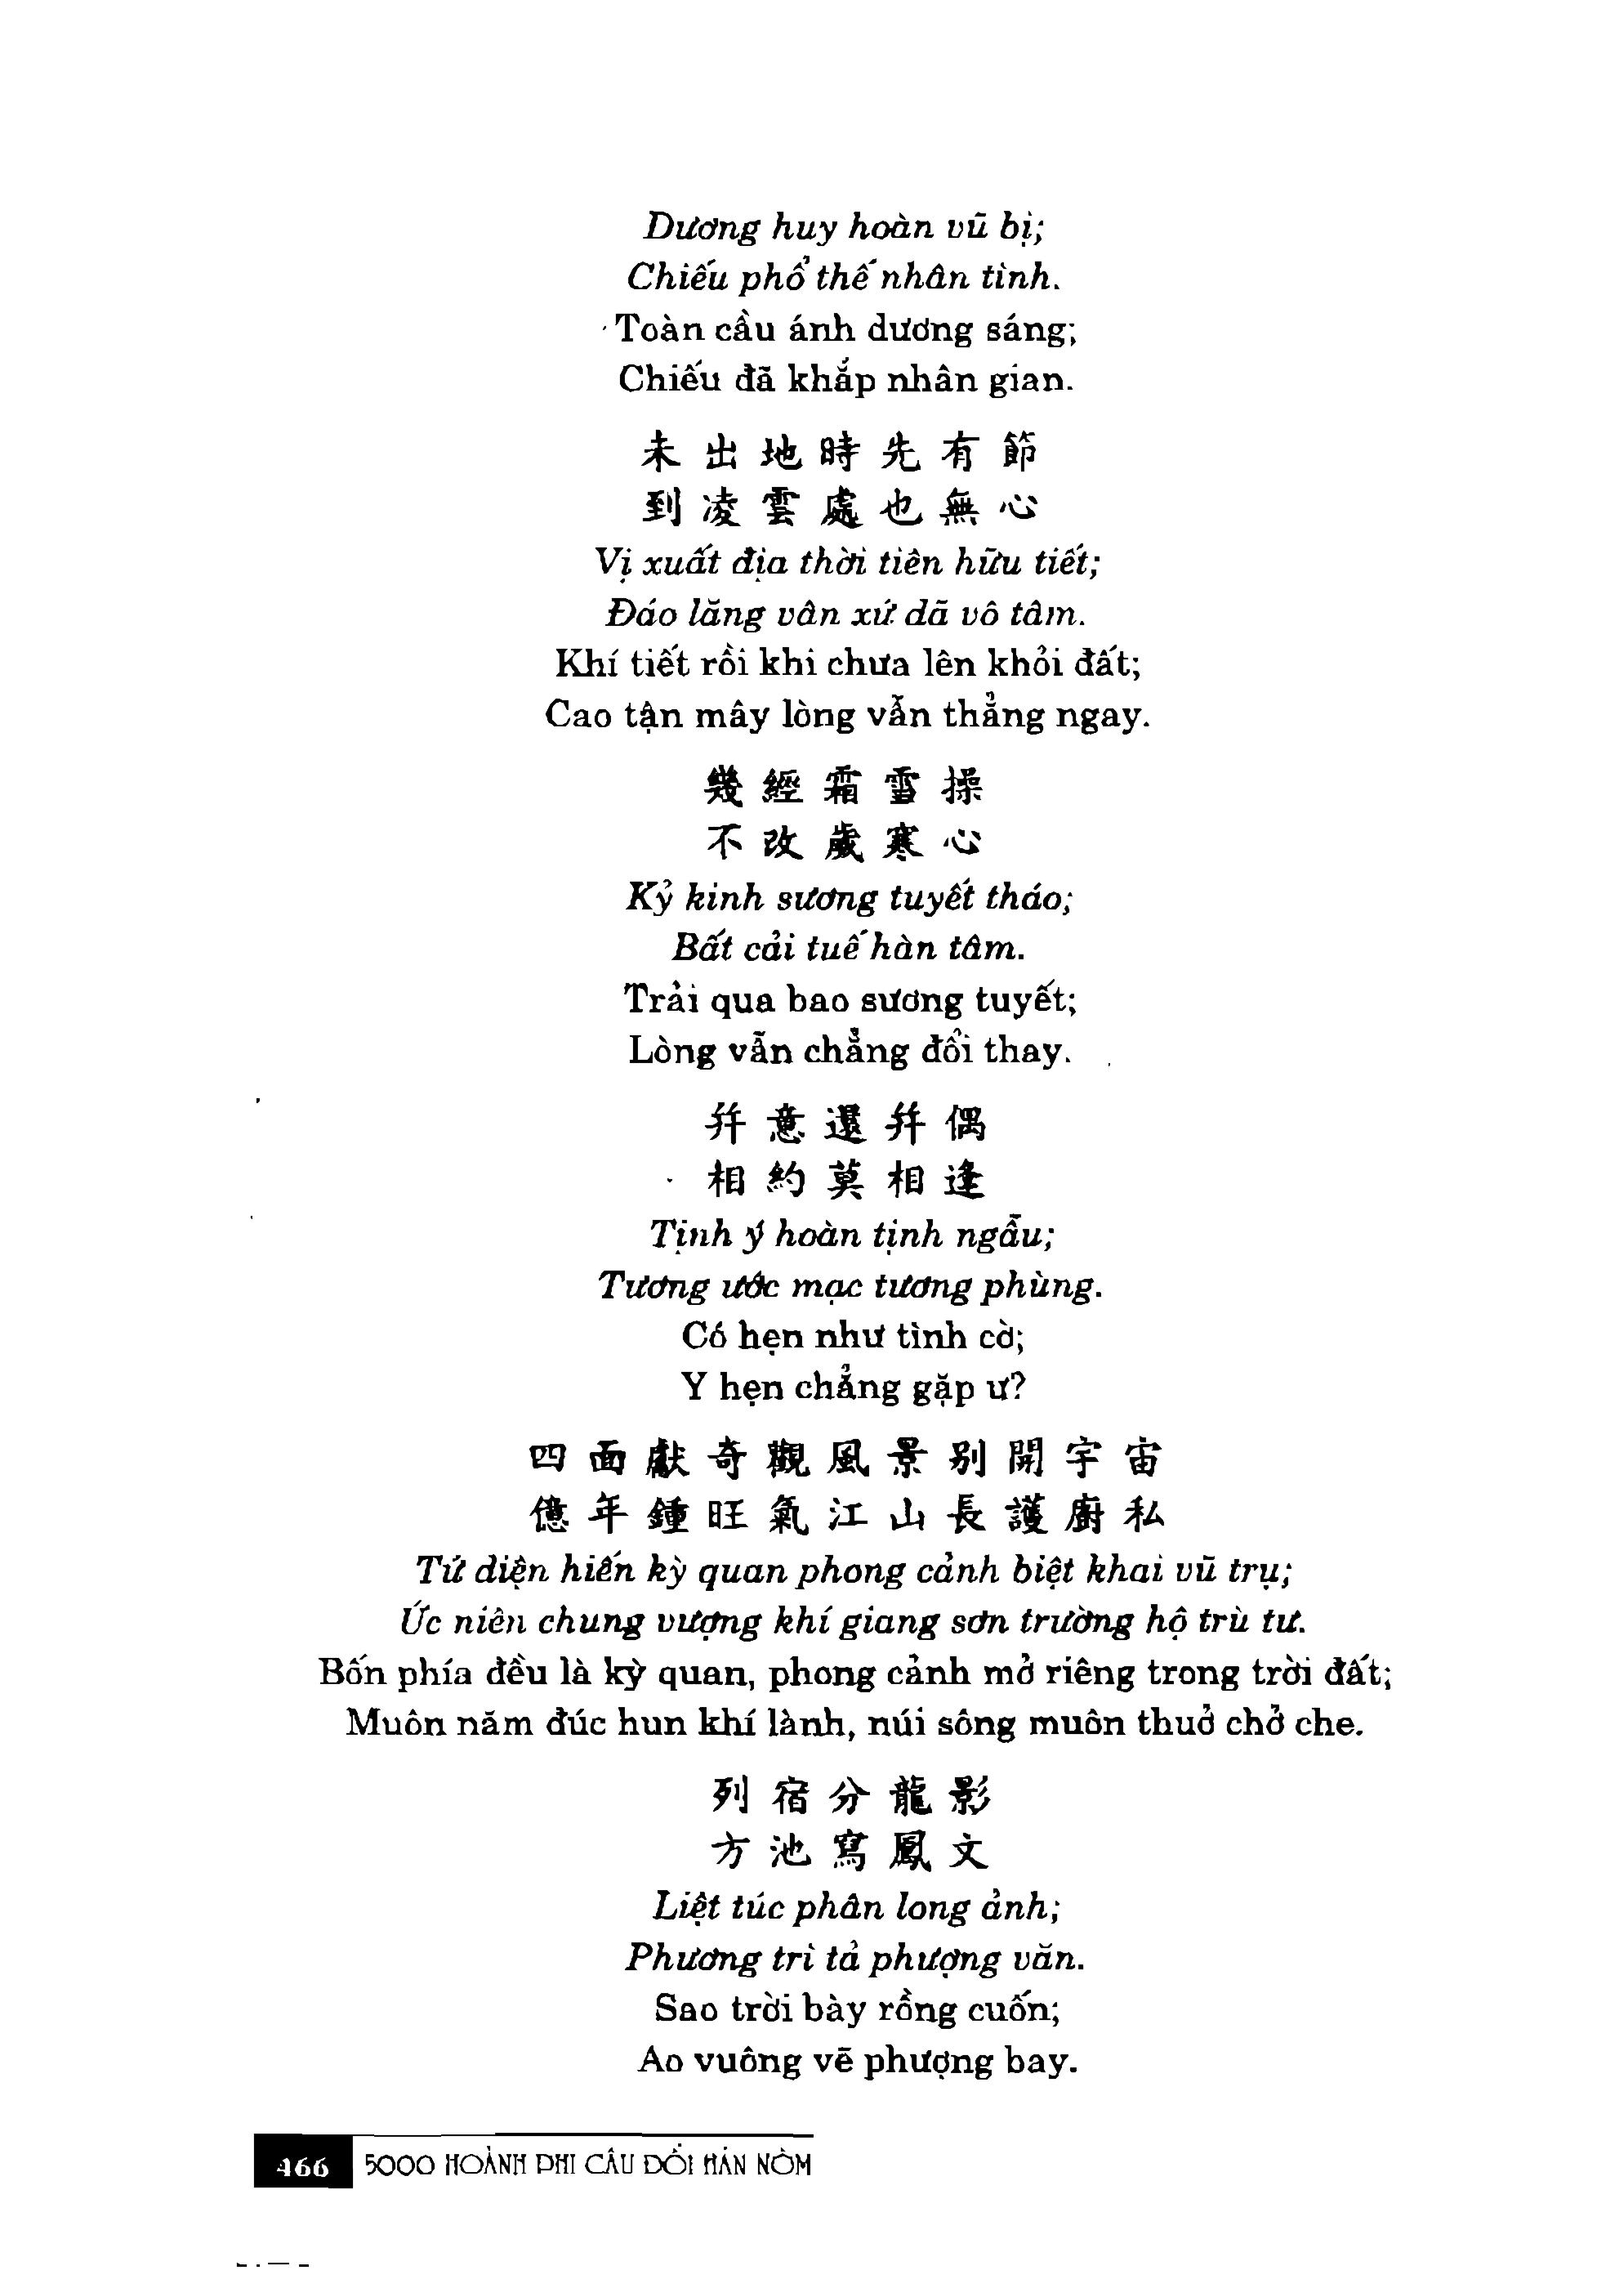 Dương huy hoàn vũ bị;
Chiếu phổ thế nhân tình.
Toàn cầu ánh dương sáng;
Chiếu đã khắp nhân gian.
未出地時先有節
到凌雲處也無心
Vị xuất địa thời tiên hữu tiết;
Đáo lăng vân xứ dã vô tâm.
Khí tiết rồi khi chưa lên khỏi đất;
Cao tận mây lòng vẫn thẳng ngay.
幾經霜雪操
不改歲寒心
Kỷ kinh sương tuyết tháo;
Bất cải tuế hàn tâm.
Trải qua bao sương tuyết;
Lòng vẫn chẳng đổi thay.
幷意還幷偶
相約莫相逢
Tịnh ý hoàn tịnh ngẫu;
Tương ước mạc tương phùng.
Có hẹn như tình cờ;
Y hẹn chẳng gặp ư?
四面獻奇觀風景別開宇宙
億年鍾旺氣江山長護廚私
Tứ diện hiến kỳ quan phong cảnh biệt khai vũ trụ;
Ức niên chung vượng khí giang sơn trường hộ trù tư.
Bốn phía đều là kỳ quan, phong cảnh mở riêng trong trời đất;
Muôn năm đúc hun khí lành, núi sông muôn thuở chở che.
列宿分龍影
方池寫鳳文
Liệt túc phân long ảnh;
Phương trì tả phượng văn.
Sao trời bày rồng cuốn;
Ao vuông vẽ phượng bay.
466 5000 HOÀNH PHI CÂU ĐỐI HÁN NÔM